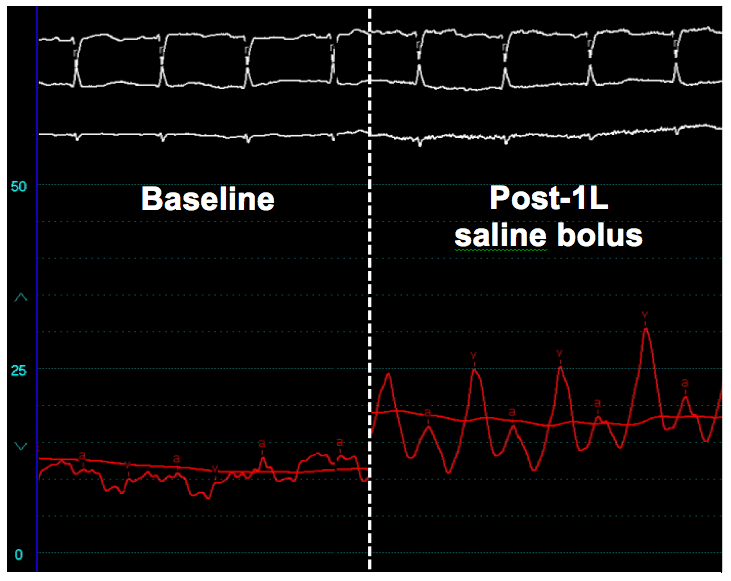 r r r r r r r r
50
Baseline
Post-1L
saline bolus
v
25
v v
a a a
a
a a a a
v v
0